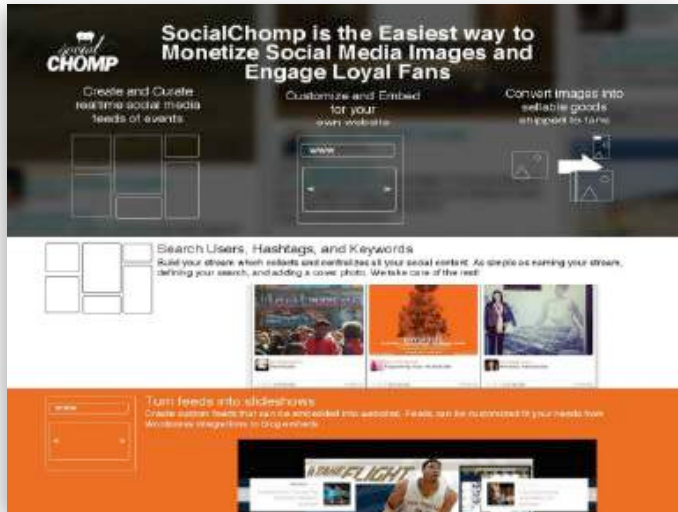 social
CHOMP
SocialChomp is the Easiest way to
Monetize Social Media Images and
Engage Loyal Fans
Create and Curate
realtime social media
feeds of events
Customize and Embed
for your
own website
Convert images into
sellable goods
shipped to fans
www
Search Users, Hashtags, and Keywords
Build your stream which collects and centralizes all your social content. As simple as naming your stream,
defining your search, and adding a cover photo. We take care of the rest!
www
Turn feeds into slideshows
Create custom feeds that can be embedded into websites. Feeds can be customized fit your needs from
Wordpress integrations to blog embeds
TAKE FLIGHT